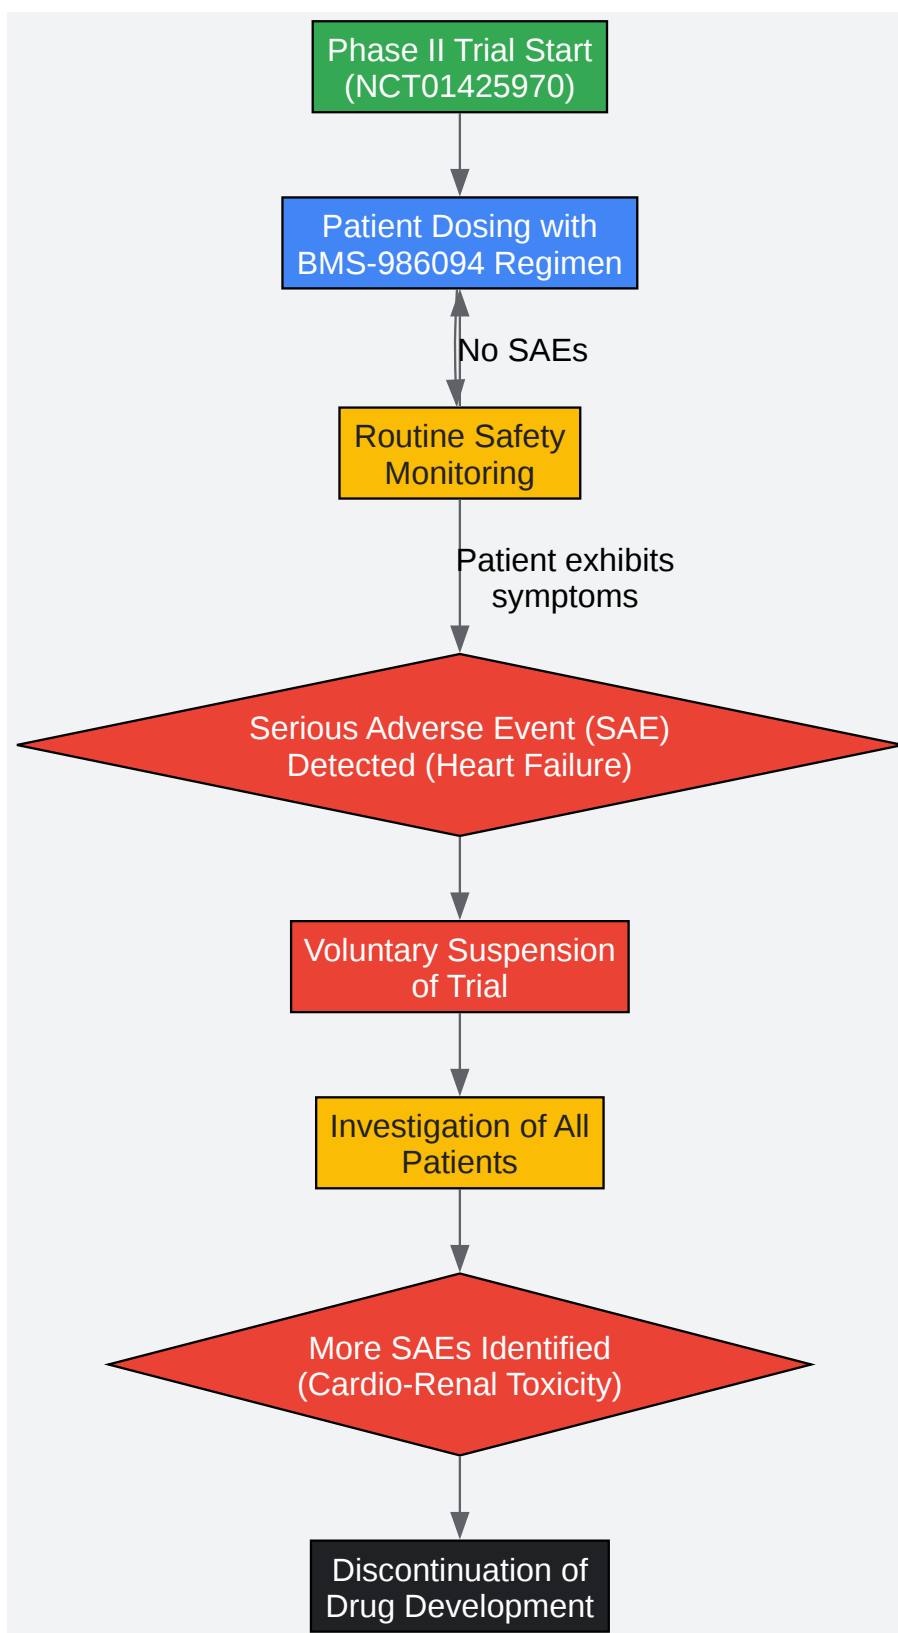 Phase II Trial Start
(NCT01425970)
Patient Dosing with
BMS-986094 Regimen
No SAEs
Routine Safety
Monitoring
Patient exhibits
symptoms
Serious Adverse Event (SAE)
Detected (Heart Failure)
Voluntary Suspension
of Trial
Investigation of All
Patients
More SAEs Identified
(Cardio-Renal Toxicity)
Discontinuation of
Drug Development